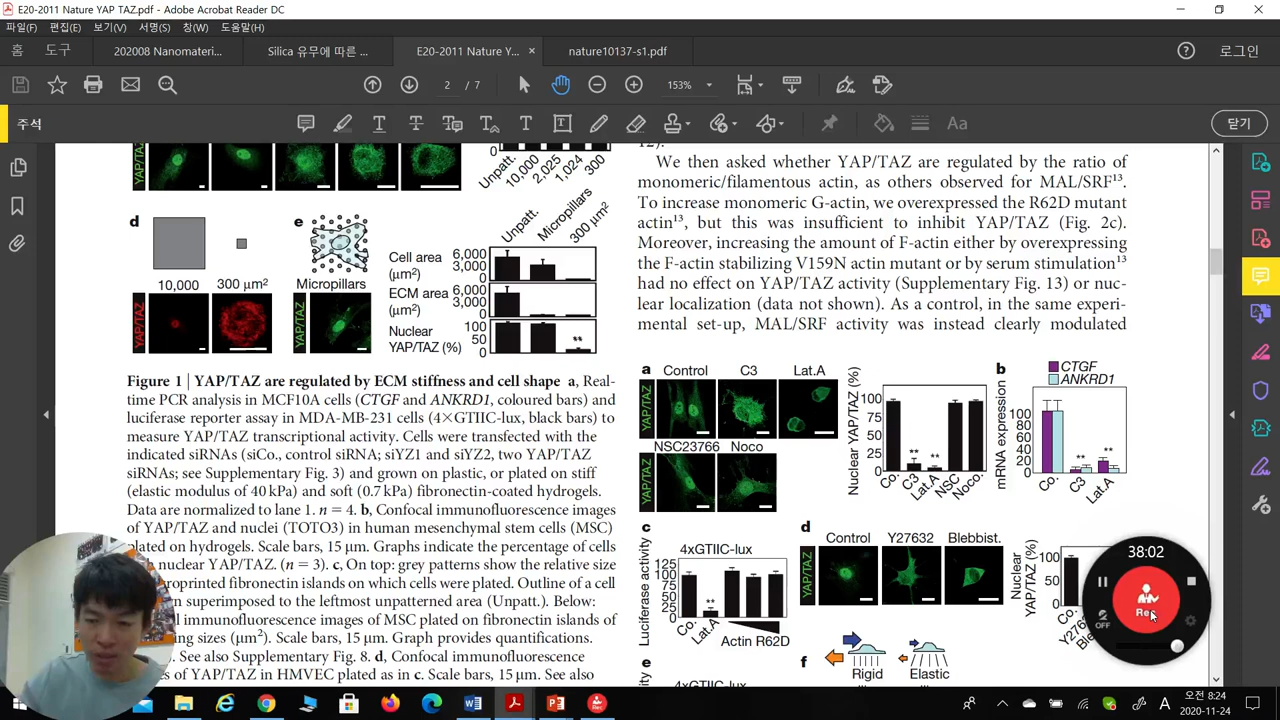 E20-2011 Nature YAP TAZ.pdf - Adobe Acrobat Reader DC
파일(F) 편집(E) 보기(V) 서명(S) 창(W) 도움말(H)
홈 도구 202008 Nanomateri... Silica 유무에 따른 ... E20-2011 Nature Y... × nature10137-s1.pdf 로그인
2 / 7 153%
주석 Aa 닫기
YAP/TAZ
0
Unpatt. 10,000 2,025 1,024 300
d
10,000 300 µm²
e
Micropillars
Unpatt. Micropillars 300 µm²
Cell area
(µm²)
6,000
3,000
0
ECM area
(µm²)
6,000
3,000
0
Nuclear
YAP/TAZ (%)
100
50
0
**
YAP/TAZ
YAP/TAZ
Figure 1 | YAP/TAZ are regulated by ECM stiffness and cell shape a, Real-
time PCR analysis in MCF10A cells (CTGF and ANKRD1, coloured bars) and
luciferase reporter assay in MDA-MB-231 cells (4×GTIIC-lux, black bars) to
measure YAP/TAZ transcriptional activity. Cells were transfected with the
indicated siRNAs (siCo., control siRNA; siYZ1 and siYZ2, two YAP/TAZ
siRNAs; see Supplementary Fig. 3) and grown on plastic, or plated on stiff
(elastic modulus of 40 kPa) and soft (0.7 kPa) fibronectin-coated hydrogels.
Data are normalized to lane 1. n = 4. b, Confocal immunofluorescence images
of YAP/TAZ and nuclei (TOTO3) in human mesenchymal stem cells (MSC)
plated on hydrogels. Scale bars, 15 µm. Graphs indicate the percentage of cells
nuclear YAP/TAZ. (n = 3). c, On top: grey patterns show the relative size
roprinted fibronectin islands on which cells were plated. Outline of a cell
n superimposed to the leftmost unpatterned area (Unpatt.). Below:
l immunofluorescence images of MSC plated on fibronectin islands of
ing sizes (µm²). Scale bars, 15 µm. Graph provides quantifications.
. See also Supplementary Fig. 8. d, Confocal immunofluorescence
es of YAP/TAZ in HMVEC plated as in c. Scale bars, 15 µm. See also
12).
We then asked whether YAP/TAZ are regulated by the ratio of
monomeric/filamentous actin, as others observed for MAL/SRF¹³.
To increase monomeric G-actin, we overexpressed the R62D mutant
actin¹³, but this was insufficient to inhibit YAP/TAZ (Fig. 2c).
Moreover, increasing the amount of F-actin either by overexpressing
the F-actin stabilizing V159N actin mutant or by serum stimulation¹³
had no effect on YAP/TAZ activity (Supplementary Fig. 13) or nuc-
lear localization (data not shown). As a control, in the same experi-
mental set-up, MAL/SRF activity was instead clearly modulated
a Control C3 Lat.A
YAP/TAZ
NSC23766 Noco
YAP/TAZ
Nuclear YAP/TAZ (%)
100
75
50
25
0
** **
Co. C3 Lat.A NSC Noco.
b
CTGF
ANKRD1
mRNA expression
100
80
60
40
20
** **
Co. C3 Lat.A
c
4xGTIIC-lux
Luciferase activity
125
100
75
50
25
0
**
Co. Lat.A Actin R62D
d
Control Y27632 Blebbist.
YAP/TAZ
Nuclear
YAP/TAZ (%)
100
50
0
Co.
Y2763
Bleb
e
4xGTIIC-lux
f
Rigid Elastic
38:02
Rec
OFF
A 오전 8:24
2020-11-24